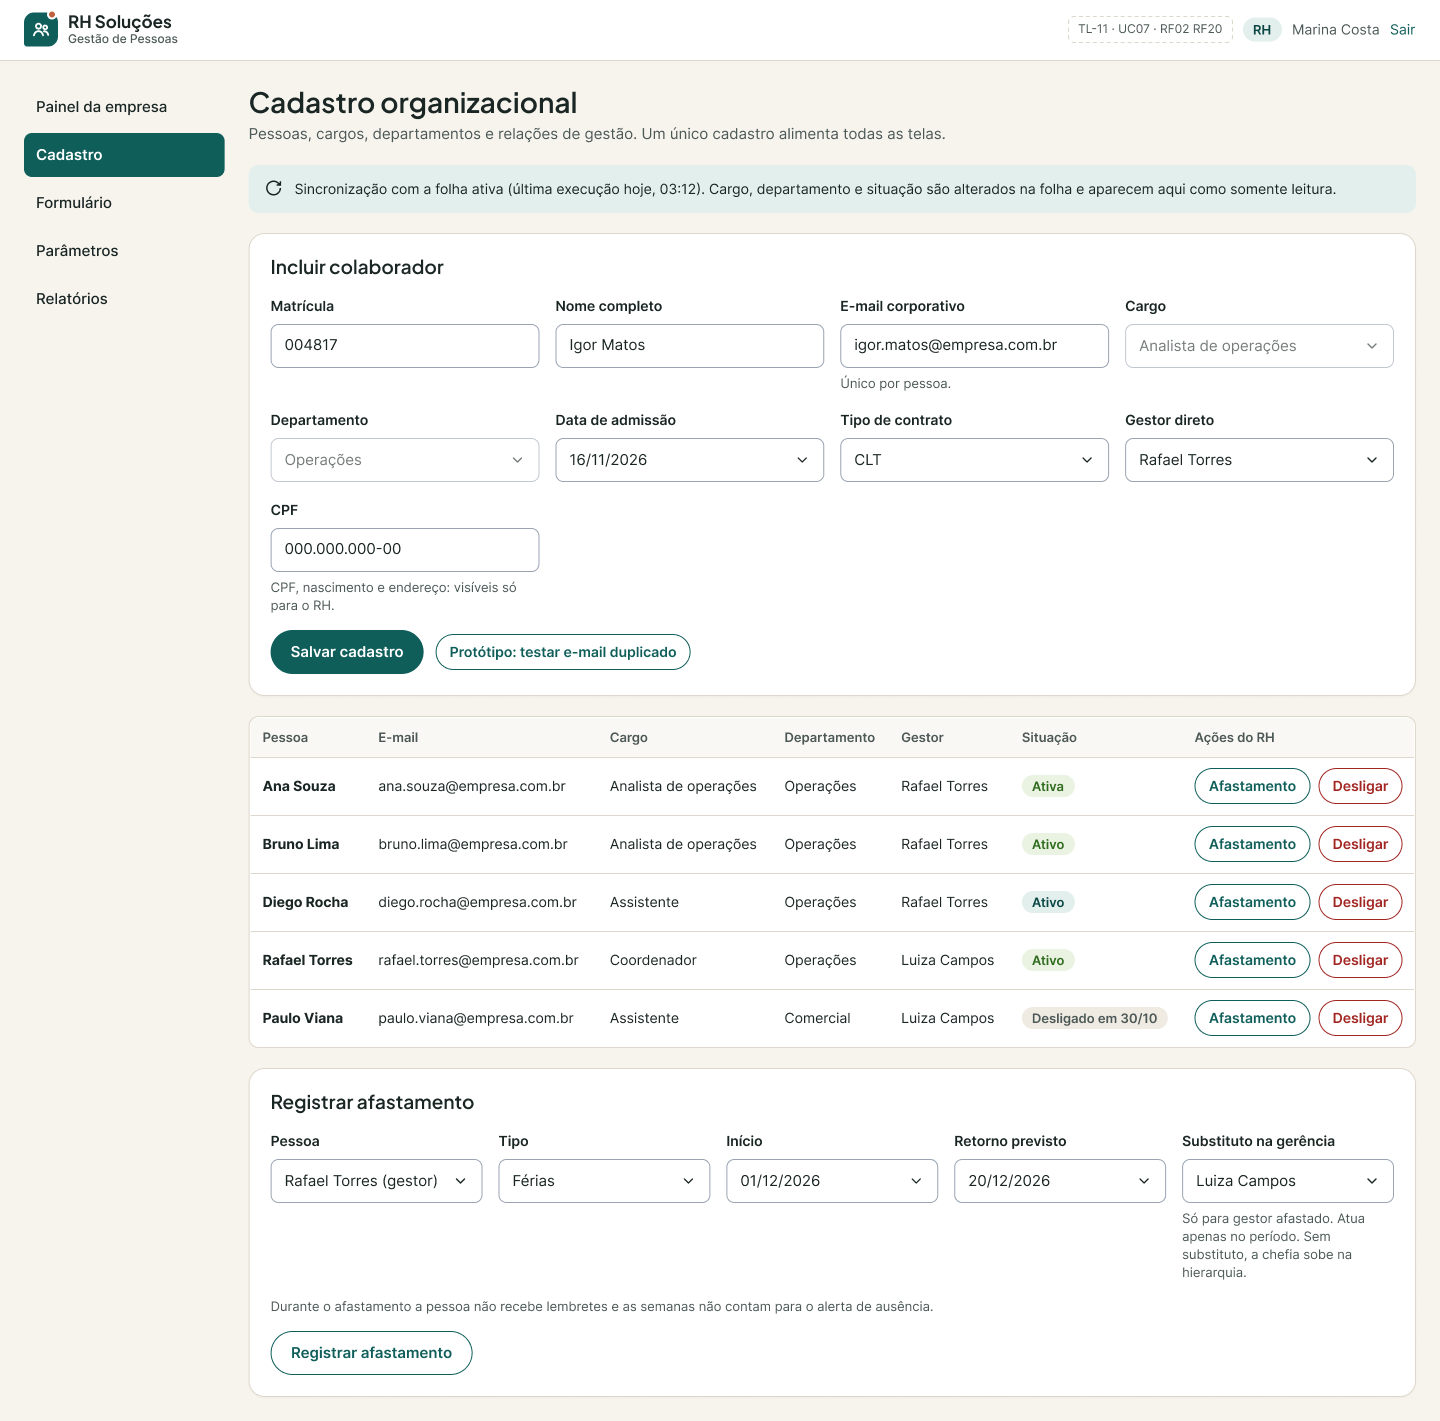 RH Soluções
Gestão de Pessoas
TL-11 · UC07 · RF02 RF20
RH
Marina Costa
Sair
Painel da empresa
Cadastro
Formulário
Parâmetros
Relatórios
Cadastro organizacional
Pessoas, cargos, departamentos e relações de gestão. Um único cadastro alimenta todas as telas.
Sincronização com a folha ativa (última execução hoje, 03:12). Cargo, departamento e situação são alterados na folha e aparecem aqui como somente leitura.
Incluir colaborador
Matrícula
004817
Nome completo
Igor Matos
E-mail corporativo
igor.matos@empresa.com.br
Único por pessoa.
Cargo
Analista de operações
Departamento
Operações
Data de admissão
16/11/2026
Tipo de contrato
CLT
Gestor direto
Rafael Torres
CPF
000.000.000-00
CPF, nascimento e endereço: visíveis só
para o RH.
Salvar cadastro
Protótipo: testar e-mail duplicado
Pessoa E-mail Cargo Departamento Gestor Situação Ações do RH
Ana Souza ana.souza@empresa.com.br Analista de operações Operações Rafael Torres Ativa Afastamento Desligar
Bruno Lima bruno.lima@empresa.com.br Analista de operações Operações Rafael Torres Ativo Afastamento Desligar
Diego Rocha diego.rocha@empresa.com.br Assistente Operações Rafael Torres Ativo Afastamento Desligar
Rafael Torres rafael.torres@empresa.com.br Coordenador Operações Luiza Campos Ativo Afastamento Desligar
Paulo Viana paulo.viana@empresa.com.br Assistente Comercial Luiza Campos Desligado em 30/10 Afastamento Desligar
Registrar afastamento
Pessoa
Rafael Torres (gestor)
Tipo
Férias
Início
01/12/2026
Retorno previsto
20/12/2026
Substituto na gerência
Luiza Campos
Só para gestor afastado. Atua
apenas no período. Sem
substituto, a chefia sobe na
hierarquia.
Durante o afastamento a pessoa não recebe lembretes e as semanas não contam para o alerta de ausência.
Registrar afastamento